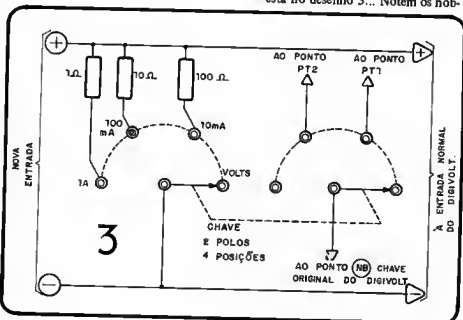 está no desenho 3... Notem os nób-
+
+
NOVA
ENTRADA
1Ω
10Ω
100 Ω
100
mA
10mA
1A
VOLTS
AO PONTO
PT2
AO PONTO
PT1
3
CHAVE
2 POLOS
4 POSIÇÕES
AO PONTO NB CHAVE
ORIGINAL DO DIGIVOLT
À ENTRADA NORMAL
DO DIGIVOLT
-
-